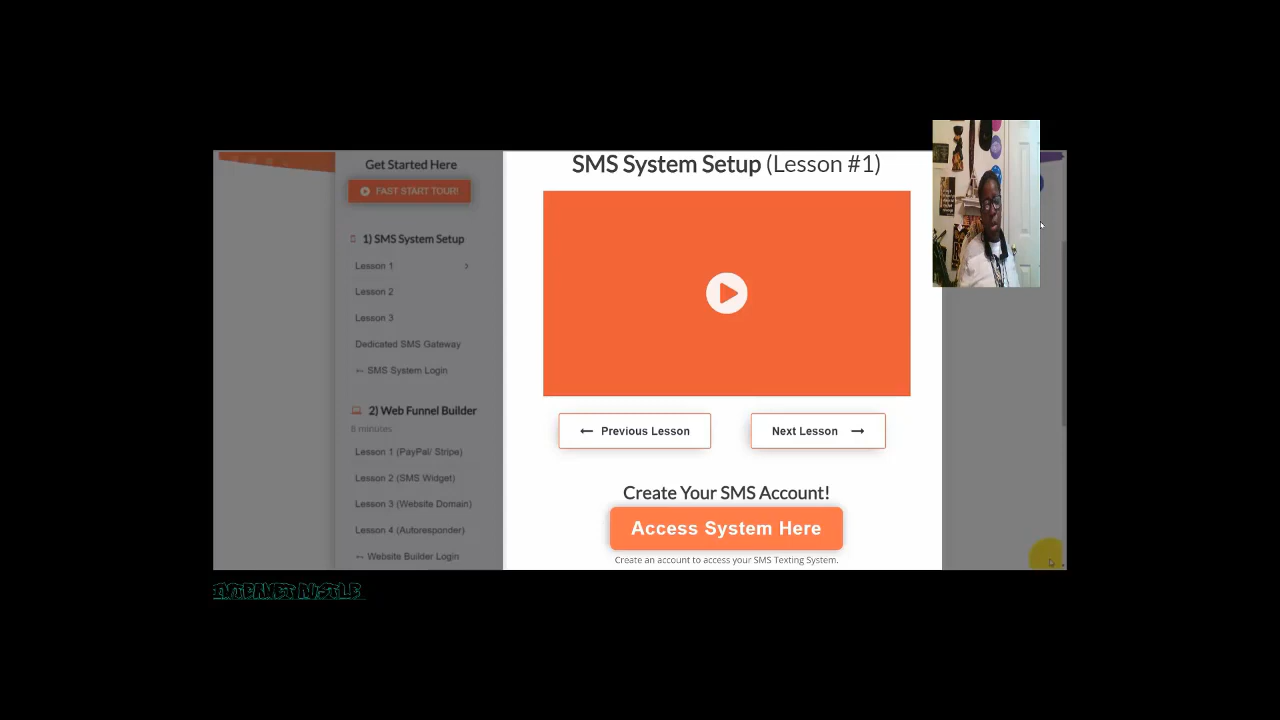 Get Started Here
FAST START TOUR!
1) SMS System Setup
Lesson 1
Lesson 2
Lesson 3
Dedicated SMS Gateway
← SMS System Login
2) Web Funnel Builder
8 minutes
Lesson 1 (PayPal/ Stripe)
Lesson 2 (SMS Widget)
Lesson 3 (Website Domain)
Lesson 4 (Autoresponder)
← Website Builder Login
SMS System Setup (Lesson #1)
← Previous Lesson
Next Lesson →
Create Your SMS Account!
Access System Here
Create an account to access your SMS Texting System.